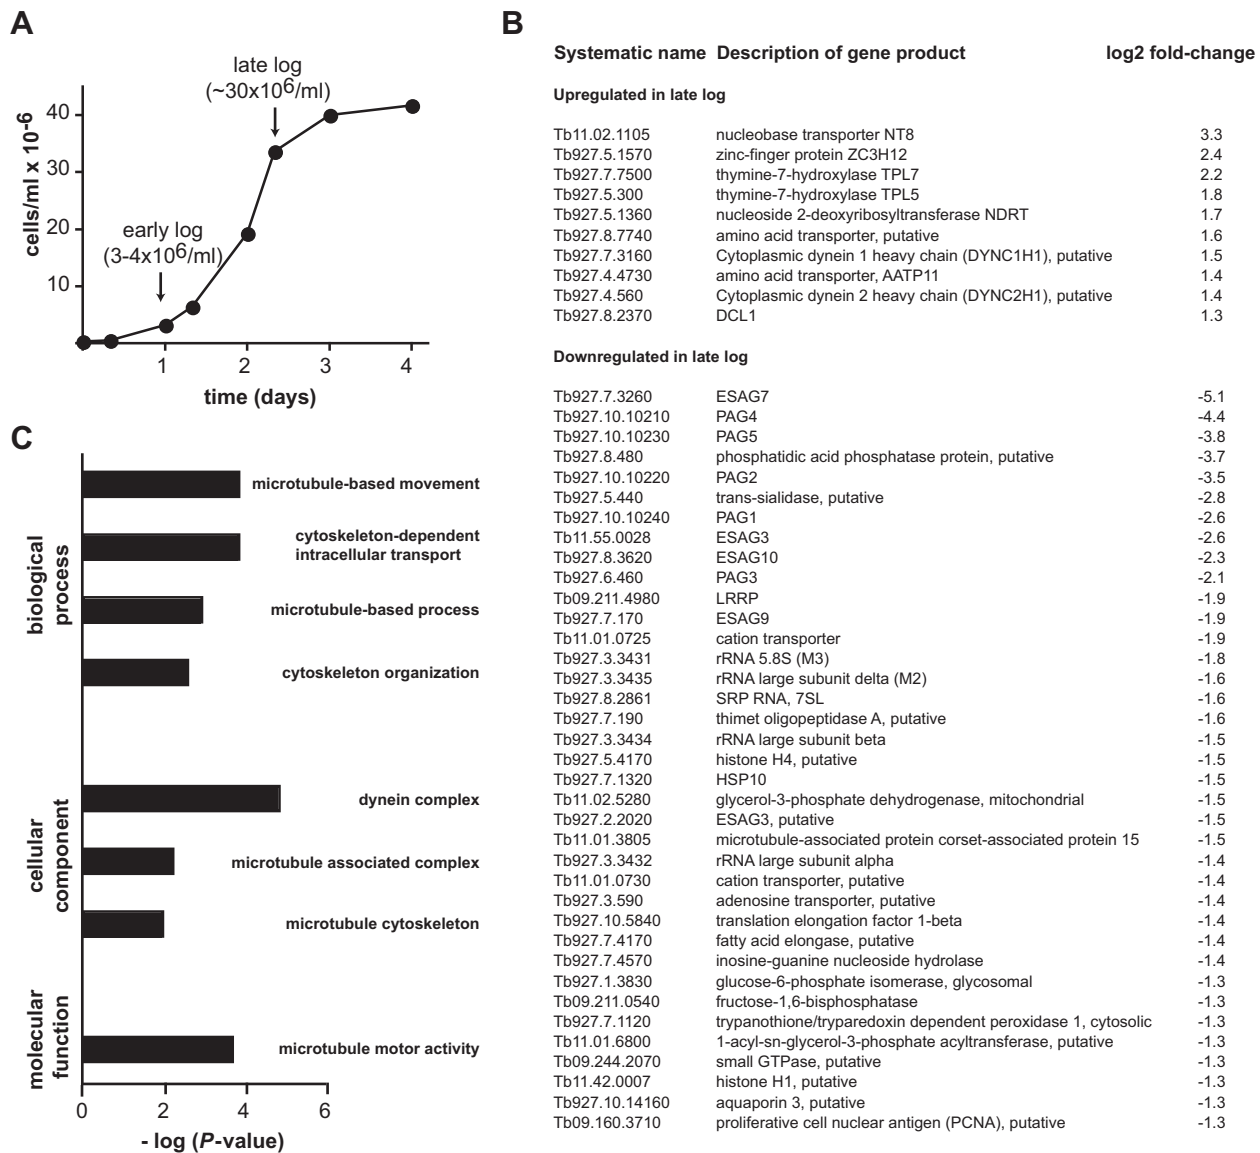 A
late log
(~30x10⁶/ml)
early log
(3-4x10⁶/ml)
cells/ml x 10⁻⁶
40
30
20
10
1
2
3
4
time (days)
B
Systematic name Description of gene product log2 fold-change
Upregulated in late log
Tb11.02.1105 nucleobase transporter NT8 3.3
Tb927.5.1570 zinc-finger protein ZC3H12 2.4
Tb927.7.7500 thymine-7-hydroxylase TPL7 2.2
Tb927.5.300 thymine-7-hydroxylase TPL5 1.8
Tb927.5.1360 nucleoside 2-deoxyribosyltransferase NDRT 1.7
Tb927.8.7740 amino acid transporter, putative 1.6
Tb927.7.3160 Cytoplasmic dynein 1 heavy chain (DYNC1H1), putative 1.5
Tb927.4.4730 amino acid transporter, AATP11 1.4
Tb927.4.560 Cytoplasmic dynein 2 heavy chain (DYNC2H1), putative 1.4
Tb927.8.2370 DCL1 1.3
Downregulated in late log
Tb927.7.3260 ESAG7 -5.1
Tb927.10.10210 PAG4 -4.4
Tb927.10.10230 PAG5 -3.8
Tb927.8.480 phosphatidic acid phosphatase protein, putative -3.7
Tb927.10.10220 PAG2 -3.5
Tb927.5.440 trans-sialidase, putative -2.8
Tb927.10.10240 PAG1 -2.6
Tb11.55.0028 ESAG3 -2.6
Tb927.8.3620 ESAG10 -2.3
Tb927.6.460 PAG3 -2.1
Tb09.211.4980 LRRP -1.9
Tb927.7.170 ESAG9 -1.9
Tb11.01.0725 cation transporter -1.9
Tb927.3.3431 rRNA 5.8S (M3) -1.8
Tb927.3.3435 rRNA large subunit delta (M2) -1.6
Tb927.8.2861 SRP RNA, 7SL -1.6
Tb927.7.190 thimet oligopeptidase A, putative -1.6
Tb927.3.3434 rRNA large subunit beta -1.5
Tb927.5.4170 histone H4, putative -1.5
Tb927.7.1320 HSP10 -1.5
Tb11.02.5280 glycerol-3-phosphate dehydrogenase, mitochondrial -1.5
Tb927.2.2020 ESAG3, putative -1.5
Tb11.01.3805 microtubule-associated protein corset-associated protein 15 -1.5
Tb927.3.3432 rRNA large subunit alpha -1.4
Tb11.01.0730 cation transporter, putative -1.4
Tb927.3.590 adenosine transporter, putative -1.4
Tb927.10.5840 translation elongation factor 1-beta -1.4
Tb927.7.4170 fatty acid elongase, putative -1.4
Tb927.7.4570 inosine-guanine nucleoside hydrolase -1.4
Tb927.1.3830 glucose-6-phosphate isomerase, glycosomal -1.3
Tb09.211.0540 fructose-1,6-bisphosphatase -1.3
Tb927.7.1120 trypanothione/tryparedoxin dependent peroxidase 1, cytosolic -1.3
Tb11.01.6800 1-acyl-sn-glycerol-3-phosphate acyltransferase, putative -1.3
Tb09.244.2070 small GTPase, putative -1.3
Tb11.42.0007 histone H1, putative -1.3
Tb927.10.14160 aquaporin 3, putative -1.3
Tb09.160.3710 proliferative cell nuclear antigen (PCNA), putative -1.3
C
biological
process
microtubule-based movement
cytoskeleton-dependent
intracellular transport
microtubule-based process
cytoskeleton organization
cellular
component
dynein complex
microtubule associated complex
microtubule cytoskeleton
molecular
function
microtubule motor activity
0
2
4
6
- log (P-value)